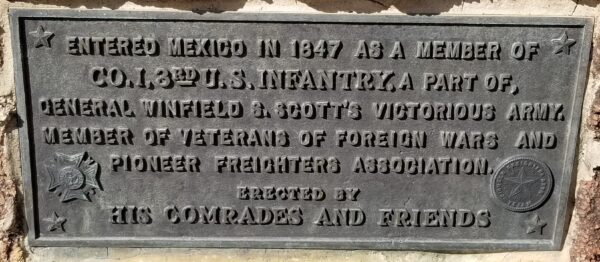 ENTERED MEXICO IN 1847 AS A MEMBER OF
CO. I, 3RD U.S. INFANTRY, A PART OF,
GENERAL WINFIELD S. SCOTT'S VICTORIOUS ARMY.
MEMBER OF VETERANS OF FOREIGN WARS AND
PIONEER FREIGHTERS ASSOCIATION.
ERECTED BY
HIS COMRADES AND FRIENDS